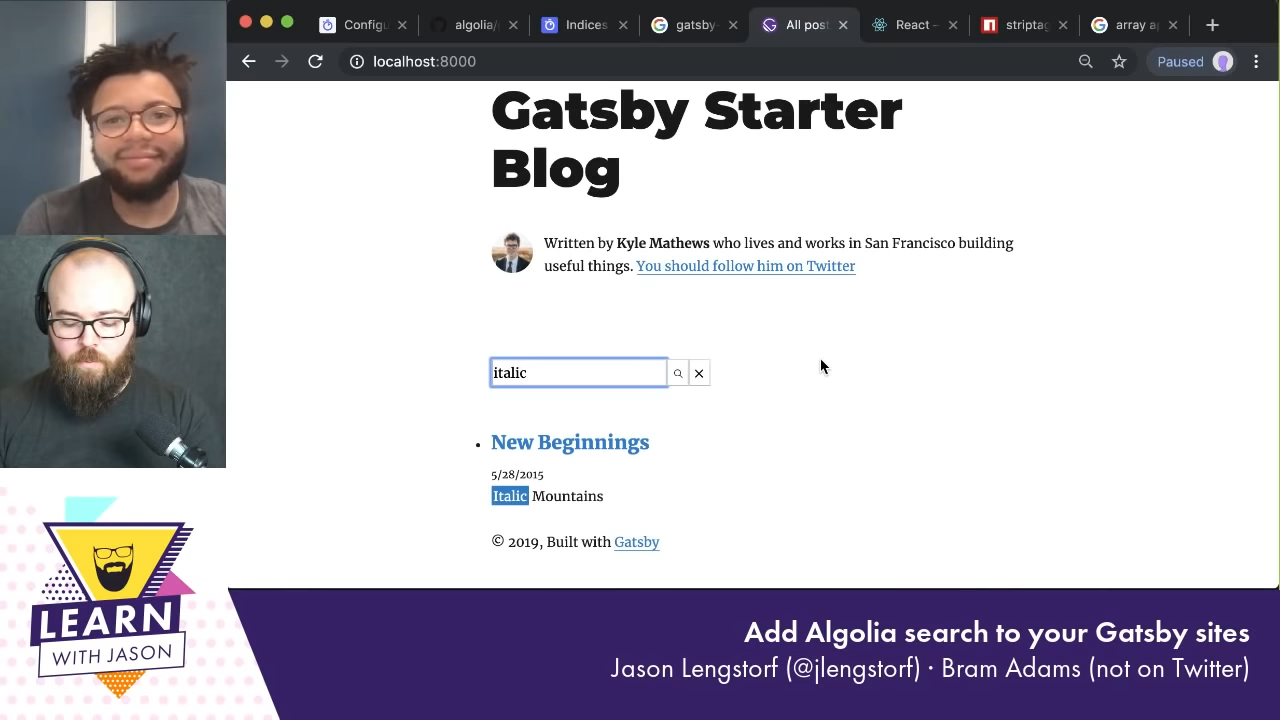 Configu
algolia/
Indices
gatsby-
All post
React –
striptag
array a
localhost:8000
Paused
Gatsby Starter
Blog
Written by Kyle Mathews who lives and works in San Francisco building
useful things. You should follow him on Twitter
italic
New Beginnings
5/28/2015
Italic Mountains
© 2019, Built with Gatsby
LEARN
WITH JASON
Add Algolia search to your Gatsby sites
Jason Lengstorf (@jlengstorf) · Bram Adams (not on Twitter)